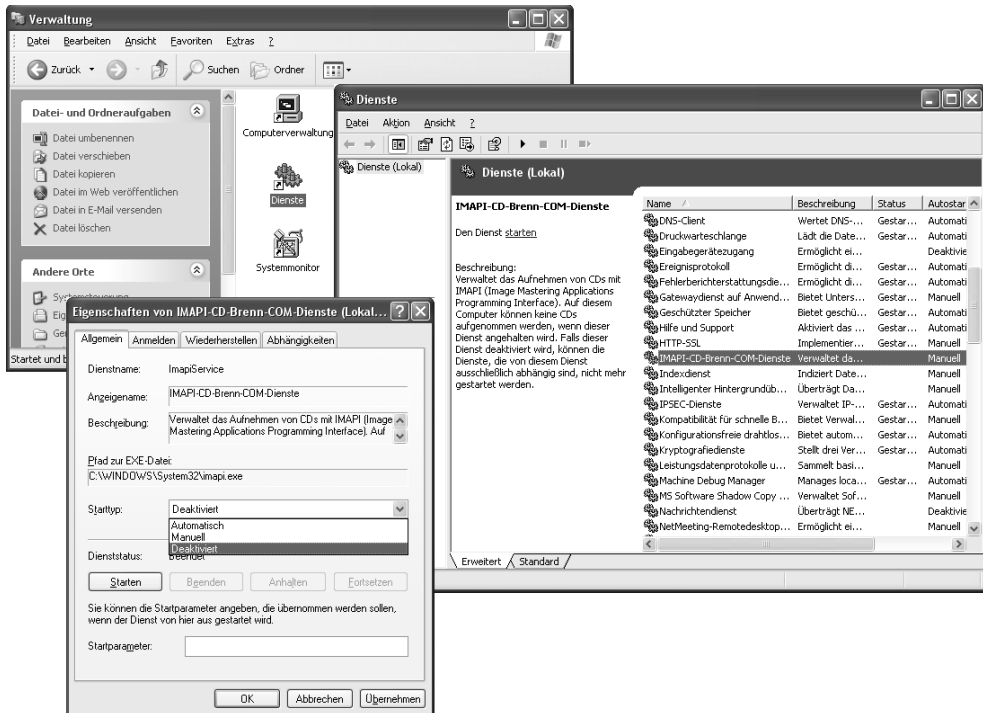 Verwaltung
Datei Bearbeiten Ansicht Favoriten Extras ?
Zurück Suchen Ordner
Datei- und Ordneraufgaben
Datei umbenennen
Datei verschieben
Datei kopieren
Datei im Web veröffentlichen
Datei in E-Mail versenden
Datei löschen
Andere Orte
Systemsteuerung
Computerverwaltung
Dienste
Systemmonitor
Startet und
Dienste
Datei Aktion Ansicht ?
Dienste (Lokal)
Dienste (Lokal)
IMAPI-CD-Brenn-COM-Dienste
Den Dienst starten
Beschreibung:
Verwaltet das Aufnehmen von CDs mit
IMAPI (Image Mastering Applications
Programming Interface). Auf diesem
Computer können keine CDs
aufgenommen werden, wenn dieser
Dienst angehalten wird. Falls dieser
Dienst deaktiviert wird, können die
Dienste, die von diesem Dienst
ausschließlich abhängig sind, nicht mehr
gestartet werden.
Name Beschreibung Status Autostar
DNS-Client Wertet DNS-... Gestar... Automati
Druckwarteschlange Lädt die Date... Gestar... Automati
Eingabegerätezugang Ermöglicht ei... Deaktivie
Ereignisprotokoll Ermöglicht di... Gestar... Automati
Fehlerberichterstattungsdie... Ermöglicht di... Gestar... Automati
Gatewaydienst auf Anwend... Bietet Unters... Gestar... Manuell
Geschützter Speicher Bietet geschü... Gestar... Automati
Hilfe und Support Aktiviert das ... Gestar... Automati
HTTP-SSL Implementier... Gestar... Manuell
IMAPI-CD-Brenn-COM-Dienste Verwaltet da... Manuell
Indexdienst Indiziert Date... Manuell
Intelligenter Hintergrundüb... Überträgt Da... Manuell
IPSEC-Dienste Verwaltet IP-... Gestar... Automati
Kompatibilität für schnelle B... Bietet Verwal... Gestar... Manuell
Konfigurationsfreie drahtlos... Bietet autom... Gestar... Automati
Kryptografiedienste Stellt drei Ver... Gestar... Automati
Leistungsdatenprotokolle u... Sammelt basi... Manuell
Machine Debug Manager Manages loca... Gestar... Automati
MS Software Shadow Copy ... Verwaltet Sof... Manuell
Nachrichtendienst Überträgt NE... Deaktivie
NetMeeting-Remotedesktop... Ermöglicht ei... Manuell
Erweitert Standard
Eigenschaften von IMAPI-CD-Brenn-COM-Dienste (Lokal...
Allgemein Anmelden Wiederherstellen Abhängigkeiten
Dienstname: ImapiService
Anzeigename: IMAPI-CD-Brenn-COM-Dienste
Beschreibung: Verwaltet das Aufnehmen von CDs mit IMAPI (Image
Mastering Applications Programming Interface). Auf
Pfad zur EXE-Datei:
C:\WINDOWS\System32\imapi.exe
Starttyp: Deaktiviert
Automatisch
Manuell
Deaktiviert
Dienststatus: Beendet
Starten Beenden Anhalten Fortsetzen
Sie können die Startparameter angeben, die übernommen werden sollen,
wenn der Dienst von hier aus gestartet wird.
Startparameter:
OK Abbrechen Übernehmen